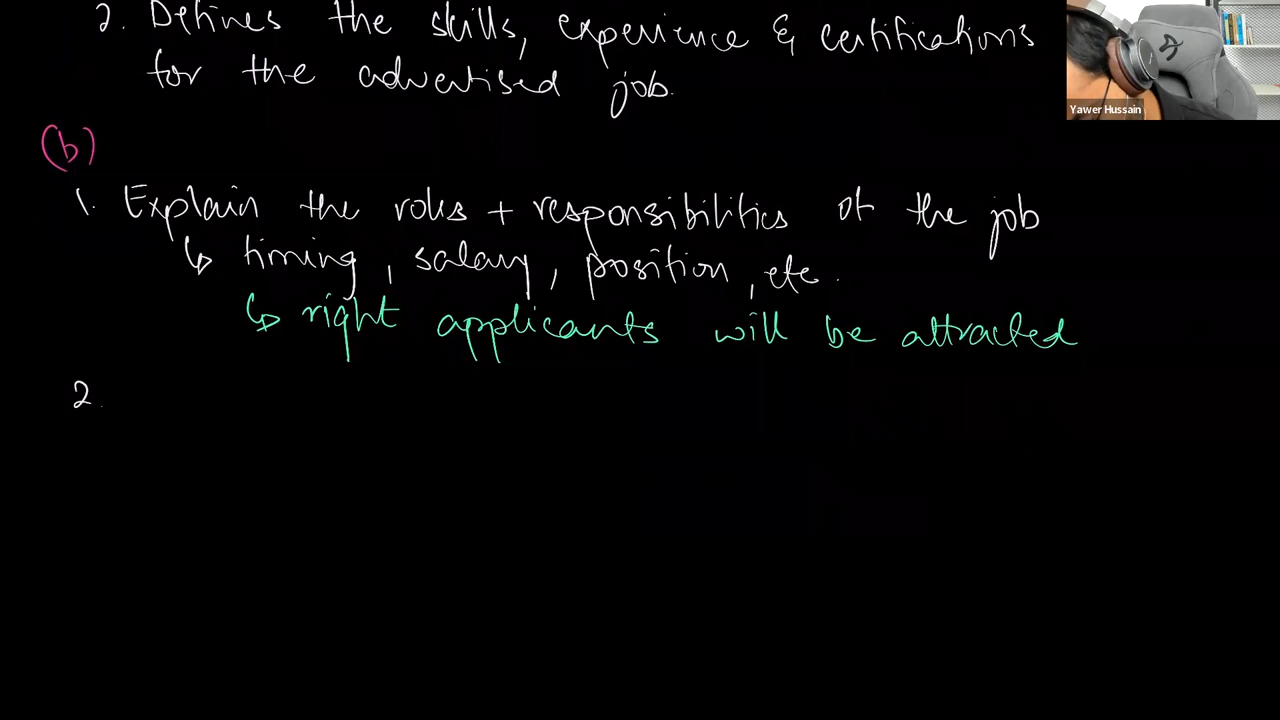 2. Defines the skills, experience & certifications
for the advertised job.
(b)
1. Explain the roles + responsibilities of the job
↳ timing, salary, position, etc.
↳ right applicants will be attracted
2.
Yawer Hussain